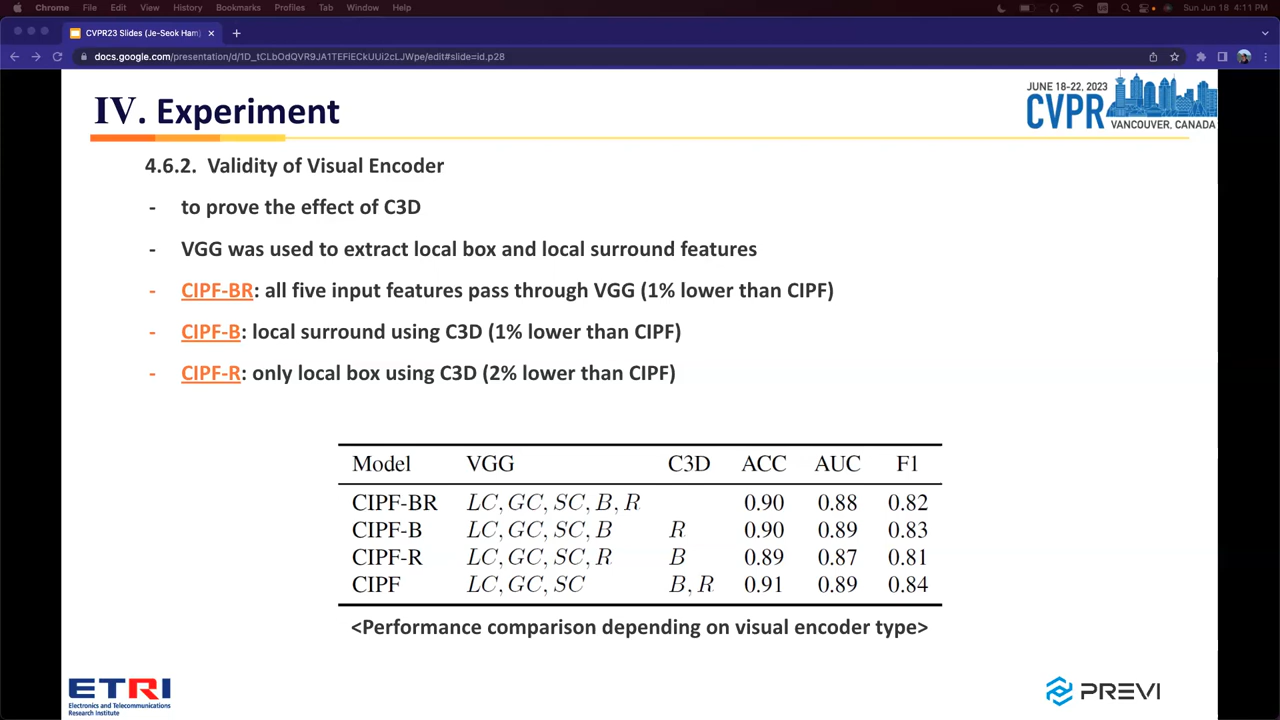 Chrome File Edit View History Bookmarks Profiles Tab Window Help Sun Jun 18 4:11 PM
CVPR23 Slides (Je-Seok Ham)
docs.google.com/presentation/d/1D_tCLbOdQVR9JA1TEFiECkUUi2cLJWpe/edit#slide=id.p28
IV. Experiment
JUNE 18-22, 2023
CVPR VANCOUVER, CANADA
4.6.2. Validity of Visual Encoder
- to prove the effect of C3D
- VGG was used to extract local box and local surround features
- CIPF-BR: all five input features pass through VGG (1% lower than CIPF)
- CIPF-B: local surround using C3D (1% lower than CIPF)
- CIPF-R: only local box using C3D (2% lower than CIPF)
Model VGG C3D ACC AUC F1
CIPF-BR LC, GC, SC, B, R 0.90 0.88 0.82
CIPF-B LC, GC, SC, B R 0.90 0.89 0.83
CIPF-R LC, GC, SC, R B 0.89 0.87 0.81
CIPF LC, GC, SC B, R 0.91 0.89 0.84
<Performance comparison depending on visual encoder type>
ETRI
Electronics and Telecommunications
Research Institute
PREVI